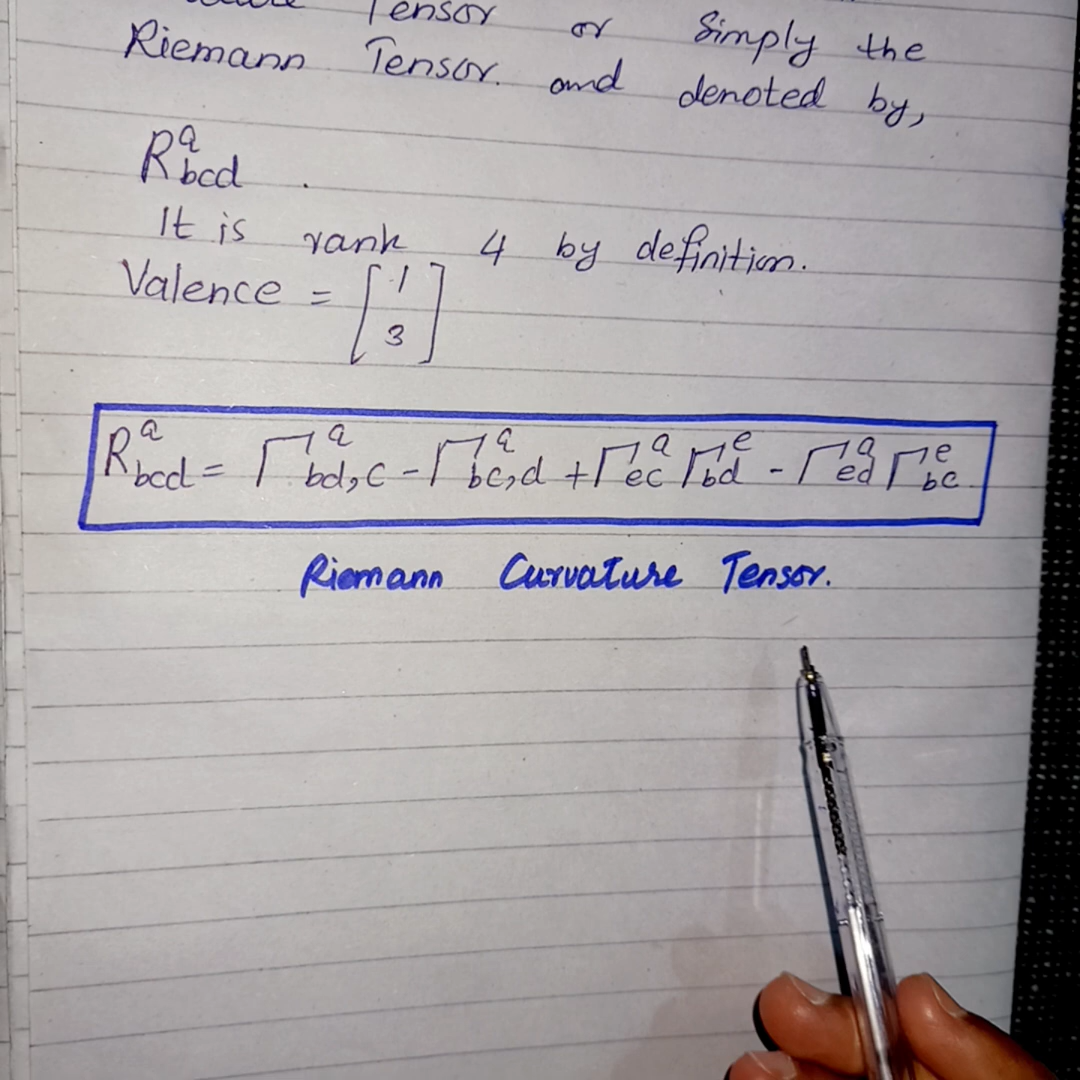 Tensor or Simply the
Riemann Tensor. and denoted by,
R^a_bcd .
It is rank 4 by definition.
Valence = [1 3]
R^a_bcd = Γ^a_bd,c - Γ^a_bc,d + Γ^a_ec Γ^e_bd - Γ^a_ed Γ^e_bc
Riemann Curvature Tensor.